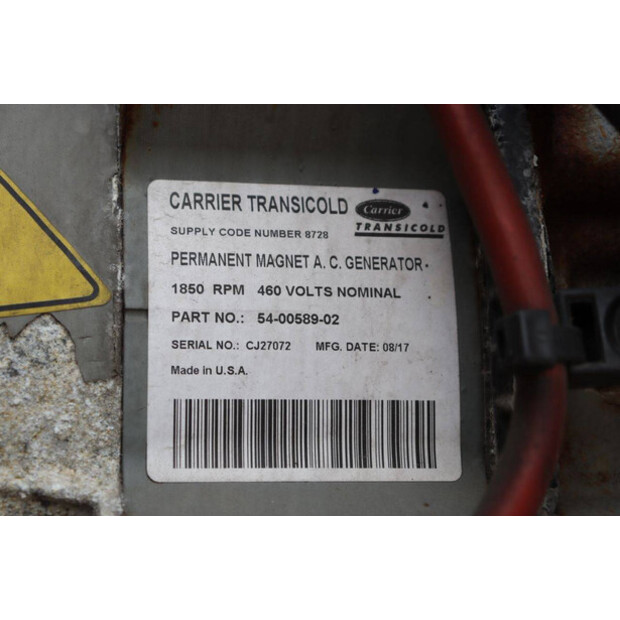 CARRIER TRANSICOLD
Carrier
TRANSICOLD
SUPPLY CODE NUMBER 8728
PERMANENT MAGNET A. C. GENERATOR
1850 RPM 460 VOLTS NOMINAL
PART NO.: 54-00589-02
SERIAL NO.: CJ27072 MFG. DATE: 08/17
Made in U.S.A.